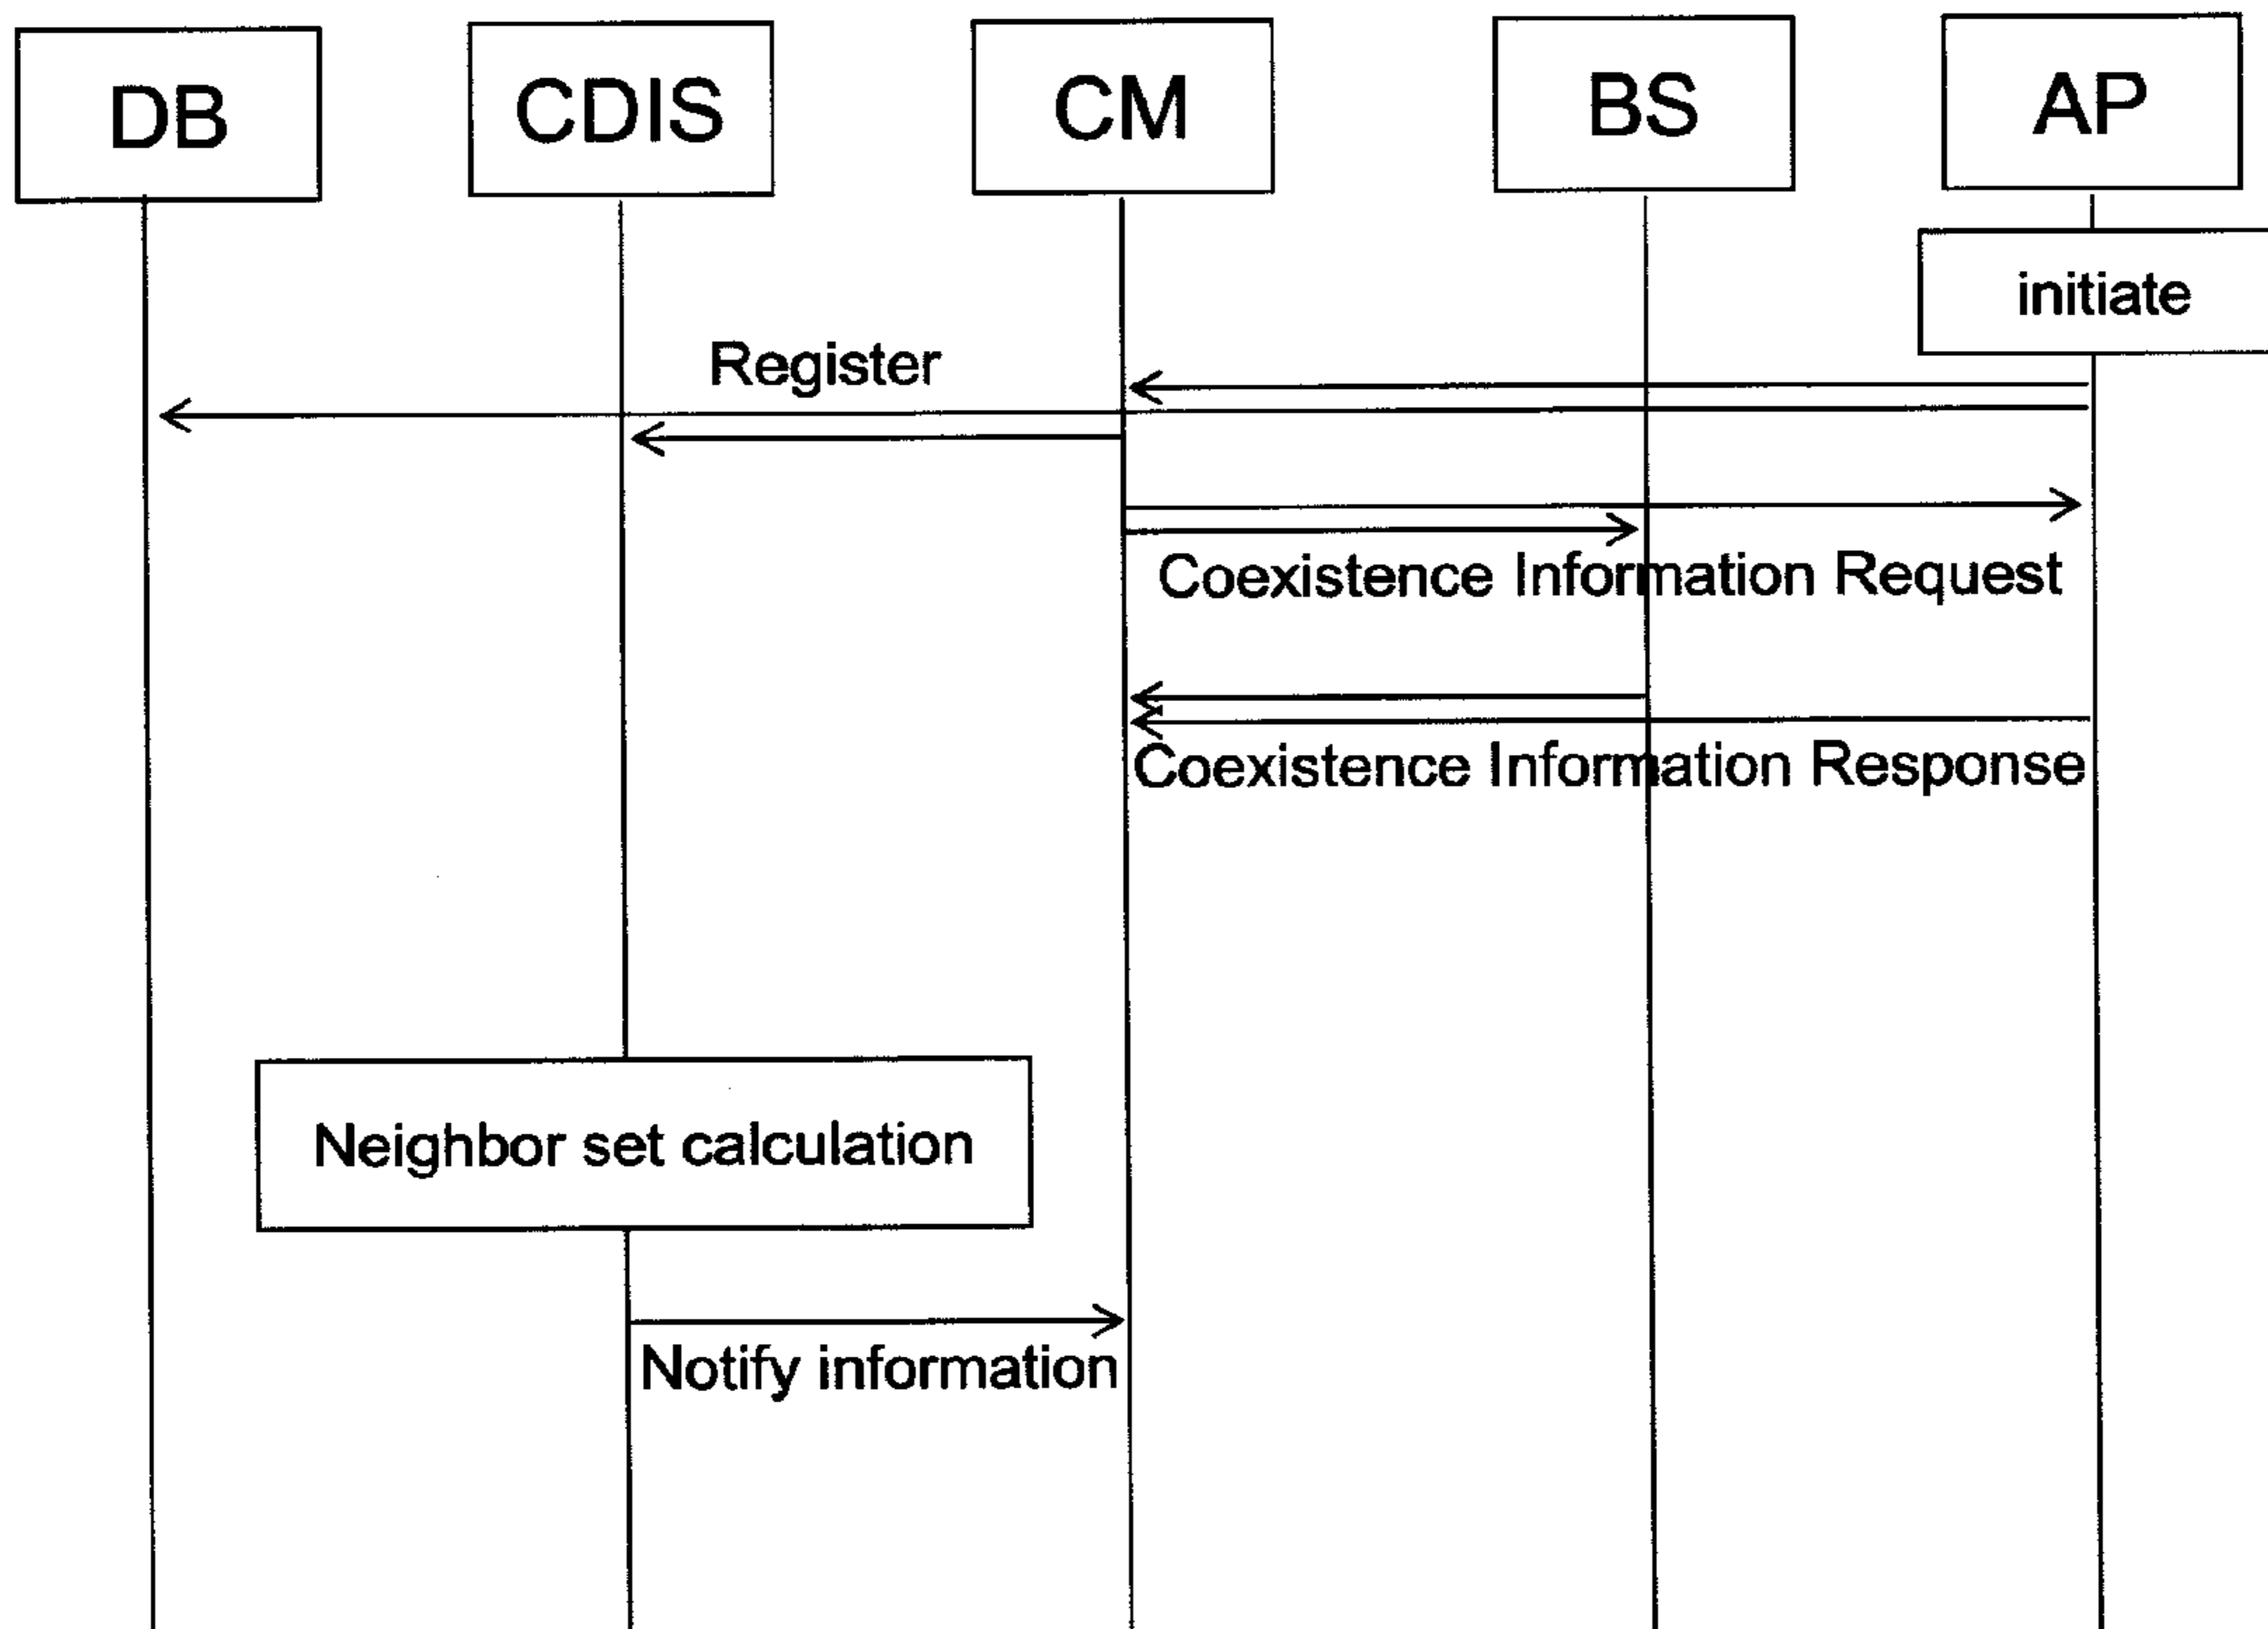 DB
CDIS
CM
BS
AP
initiate
Register
Coexistence Information Request
Coexistence Information Response
Neighbor set calculation
Notify information